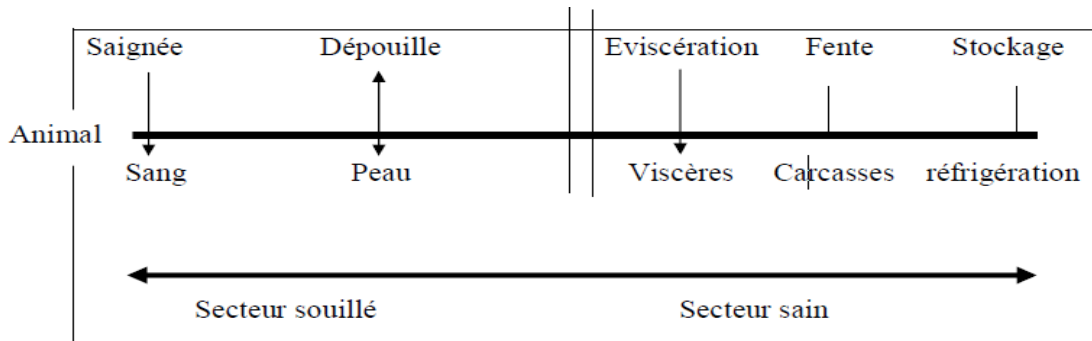 Saignée Dépouille Eviscération Fente Stockage
Animal
Sang Peau Viscères Carcasses réfrigération
Secteur souillé Secteur sain